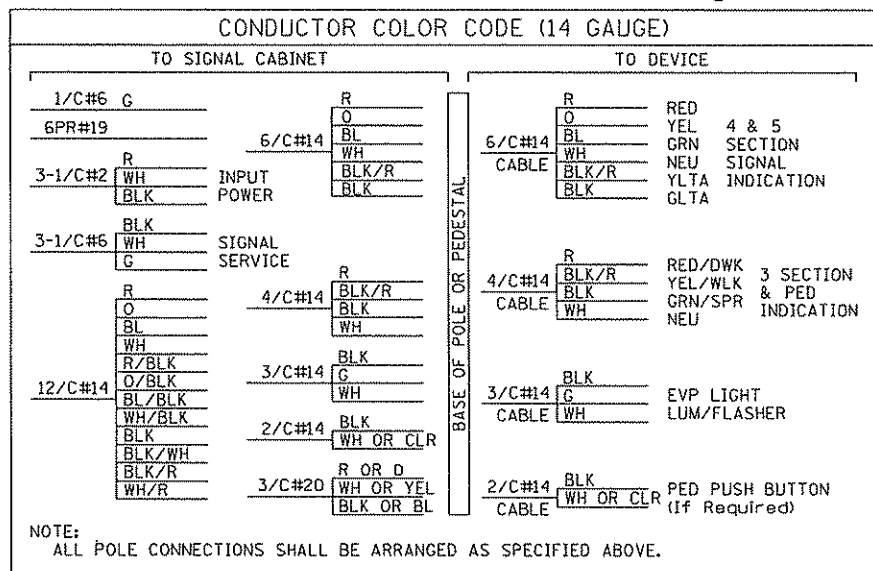 CONDUCTOR COLOR CODE (14 GAUGE)
TO SIGNAL CABINET
1/C#6 G
6PR#19
3-1/C#2
R
WH
BLK
INPUT
POWER
3-1/C#6
BLK
WH
G
SIGNAL
SERVICE
12/C#14
R
O
BL
WH
R/BLK
O/BLK
BL/BLK
WH/BLK
BLK
BLK/WH
BLK/R
WH/R
6/C#14
R
O
BL
WH
BLK/R
BLK
4/C#14
R
BLK/R
BLK
WH
3/C#14
BLK
G
WH
2/C#14
BLK
WH OR CLR
3/C#20
R OR D
WH OR YEL
BLK OR BL
BASE OF POLE OR PEDESTAL
TO DEVICE
6/C#14
CABLE
R
O
BL
WH
BLK/R
BLK
RED
YEL
GRN
NEU
YLTA
GLTA
4 & 5
SECTION
SIGNAL
INDICATION
4/C#14
CABLE
R
BLK/R
BLK
WH
RED/DWK
YEL/WLK
GRN/SPR
NEU
3 SECTION
& PED
INDICATION
3/C#14
CABLE
BLK
G
WH
EVP LIGHT
LUM/FLASHER
2/C#14
CABLE
BLK
WH OR CLR
PED PUSH BUTTON
(If Required)
NOTE:
ALL POLE CONNECTIONS SHALL BE ARRANGED AS SPECIFIED ABOVE.